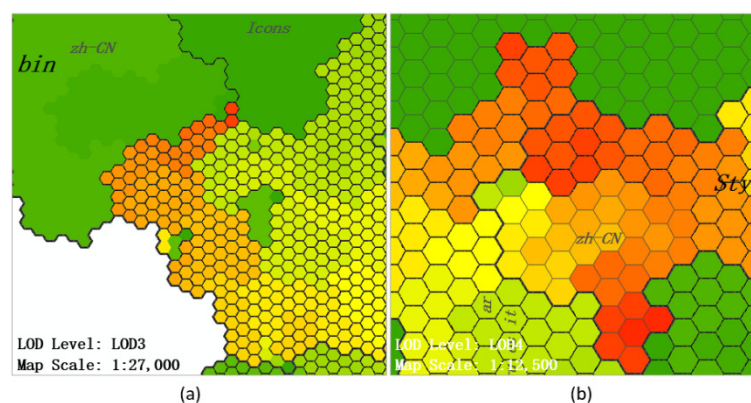 Icons
zh-CN
bin
LOD Level: LOD3
Map Scale: 1:27,000
(a)
Sty
zh-CN
ar
it
LOD Level: LOD4
Map Scale: 1:12,500
(b)